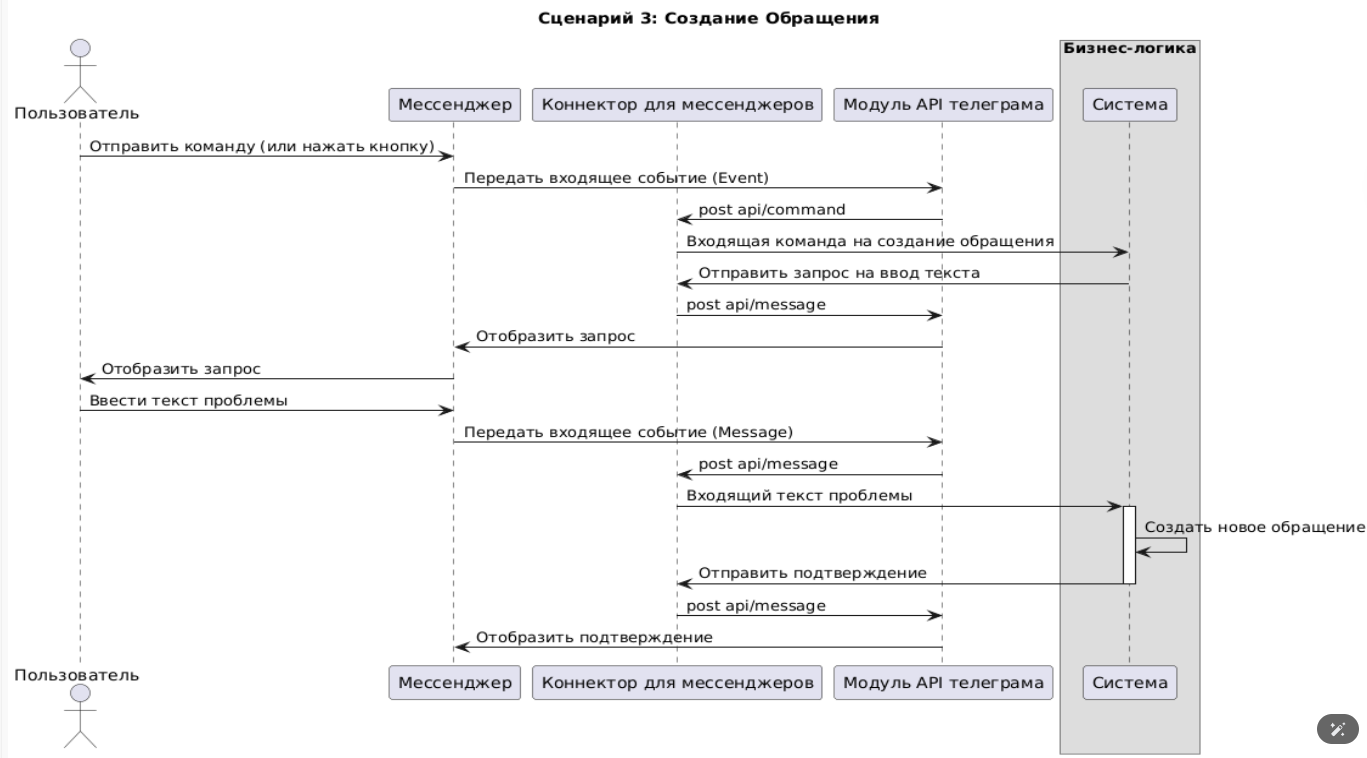 Сценарий 3: Создание Обращения
Бизнес-логика
Пользователь
Мессенджер
Коннектор для мессенджеров
Модуль API телеграма
Система
Отправить команду (или нажать кнопку)
Передать входящее событие (Event)
post api/command
Входящая команда на создание обращения
Отправить запрос на ввод текста
post api/message
Отобразить запрос
Отобразить запрос
Ввести текст проблемы
Передать входящее событие (Message)
post api/message
Входящий текст проблемы
Создать новое обращение
Отправить подтверждение
post api/message
Отобразить подтверждение
Пользователь
Мессенджер
Коннектор для мессенджеров
Модуль API телеграма
Система